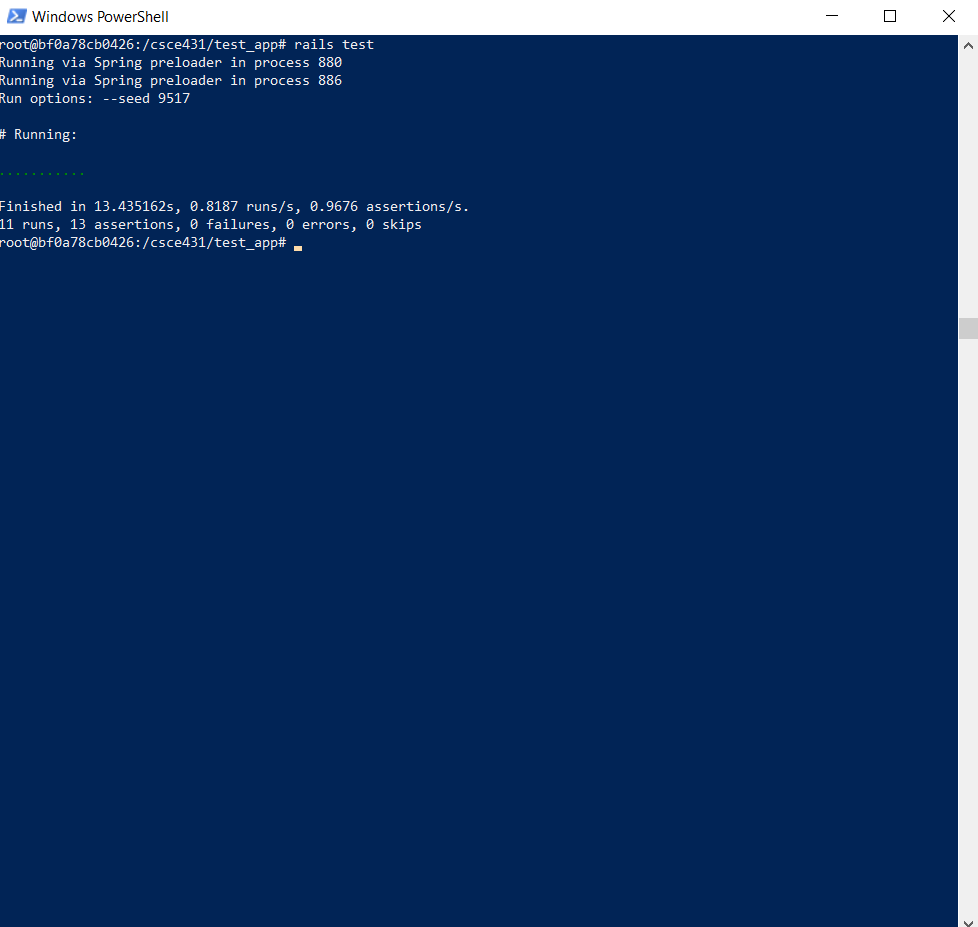 Windows PowerShell
root@bf0a78cb0426:/csce431/test_app# rails test
Running via Spring preloader in process 880
Running via Spring preloader in process 886
Run options: --seed 9517
# Running:
...........
Finished in 13.435162s, 0.8187 runs/s, 0.9676 assertions/s.
11 runs, 13 assertions, 0 failures, 0 errors, 0 skips
root@bf0a78cb0426:/csce431/test_app#